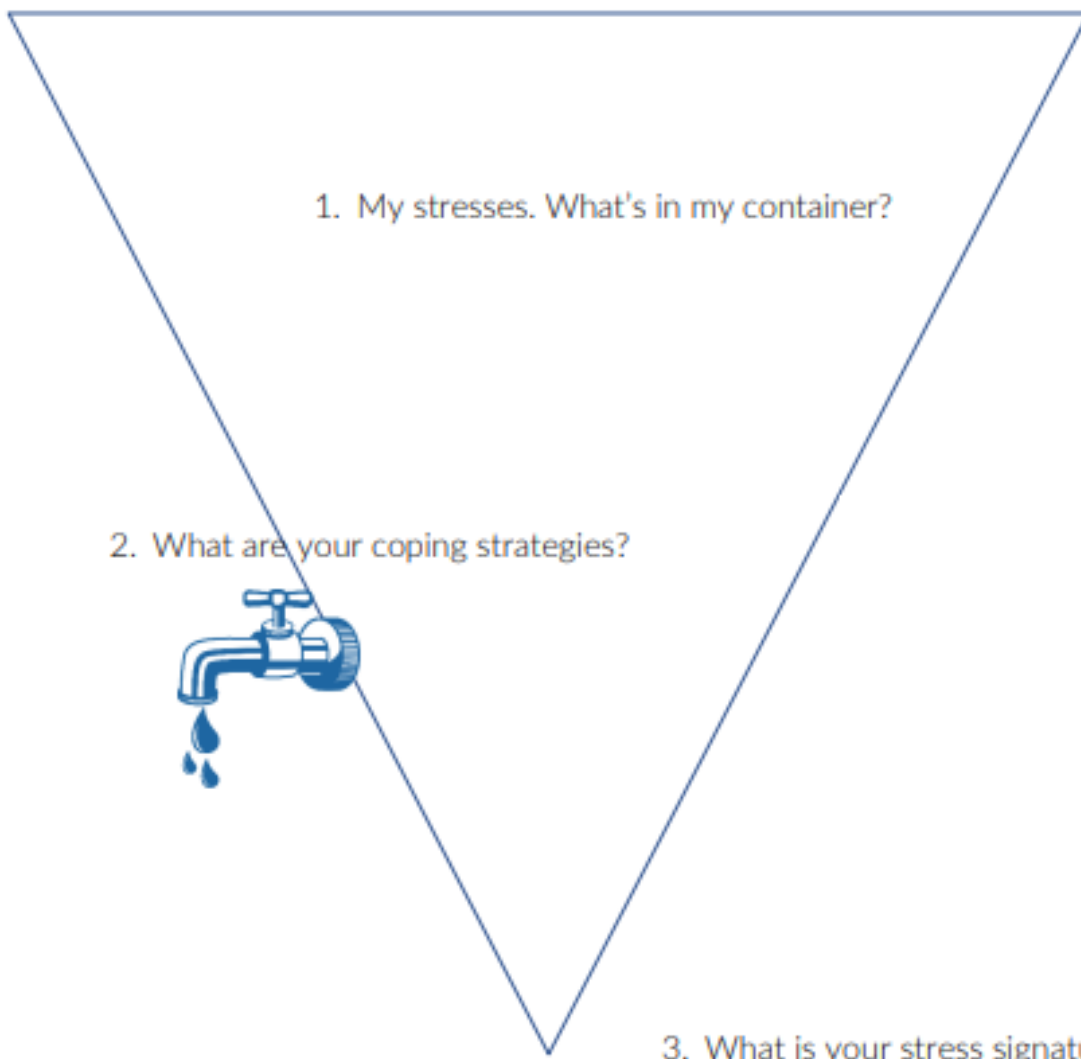 1. My stresses. What's in my container?
2. What are your coping strategies?
3. What is your stress